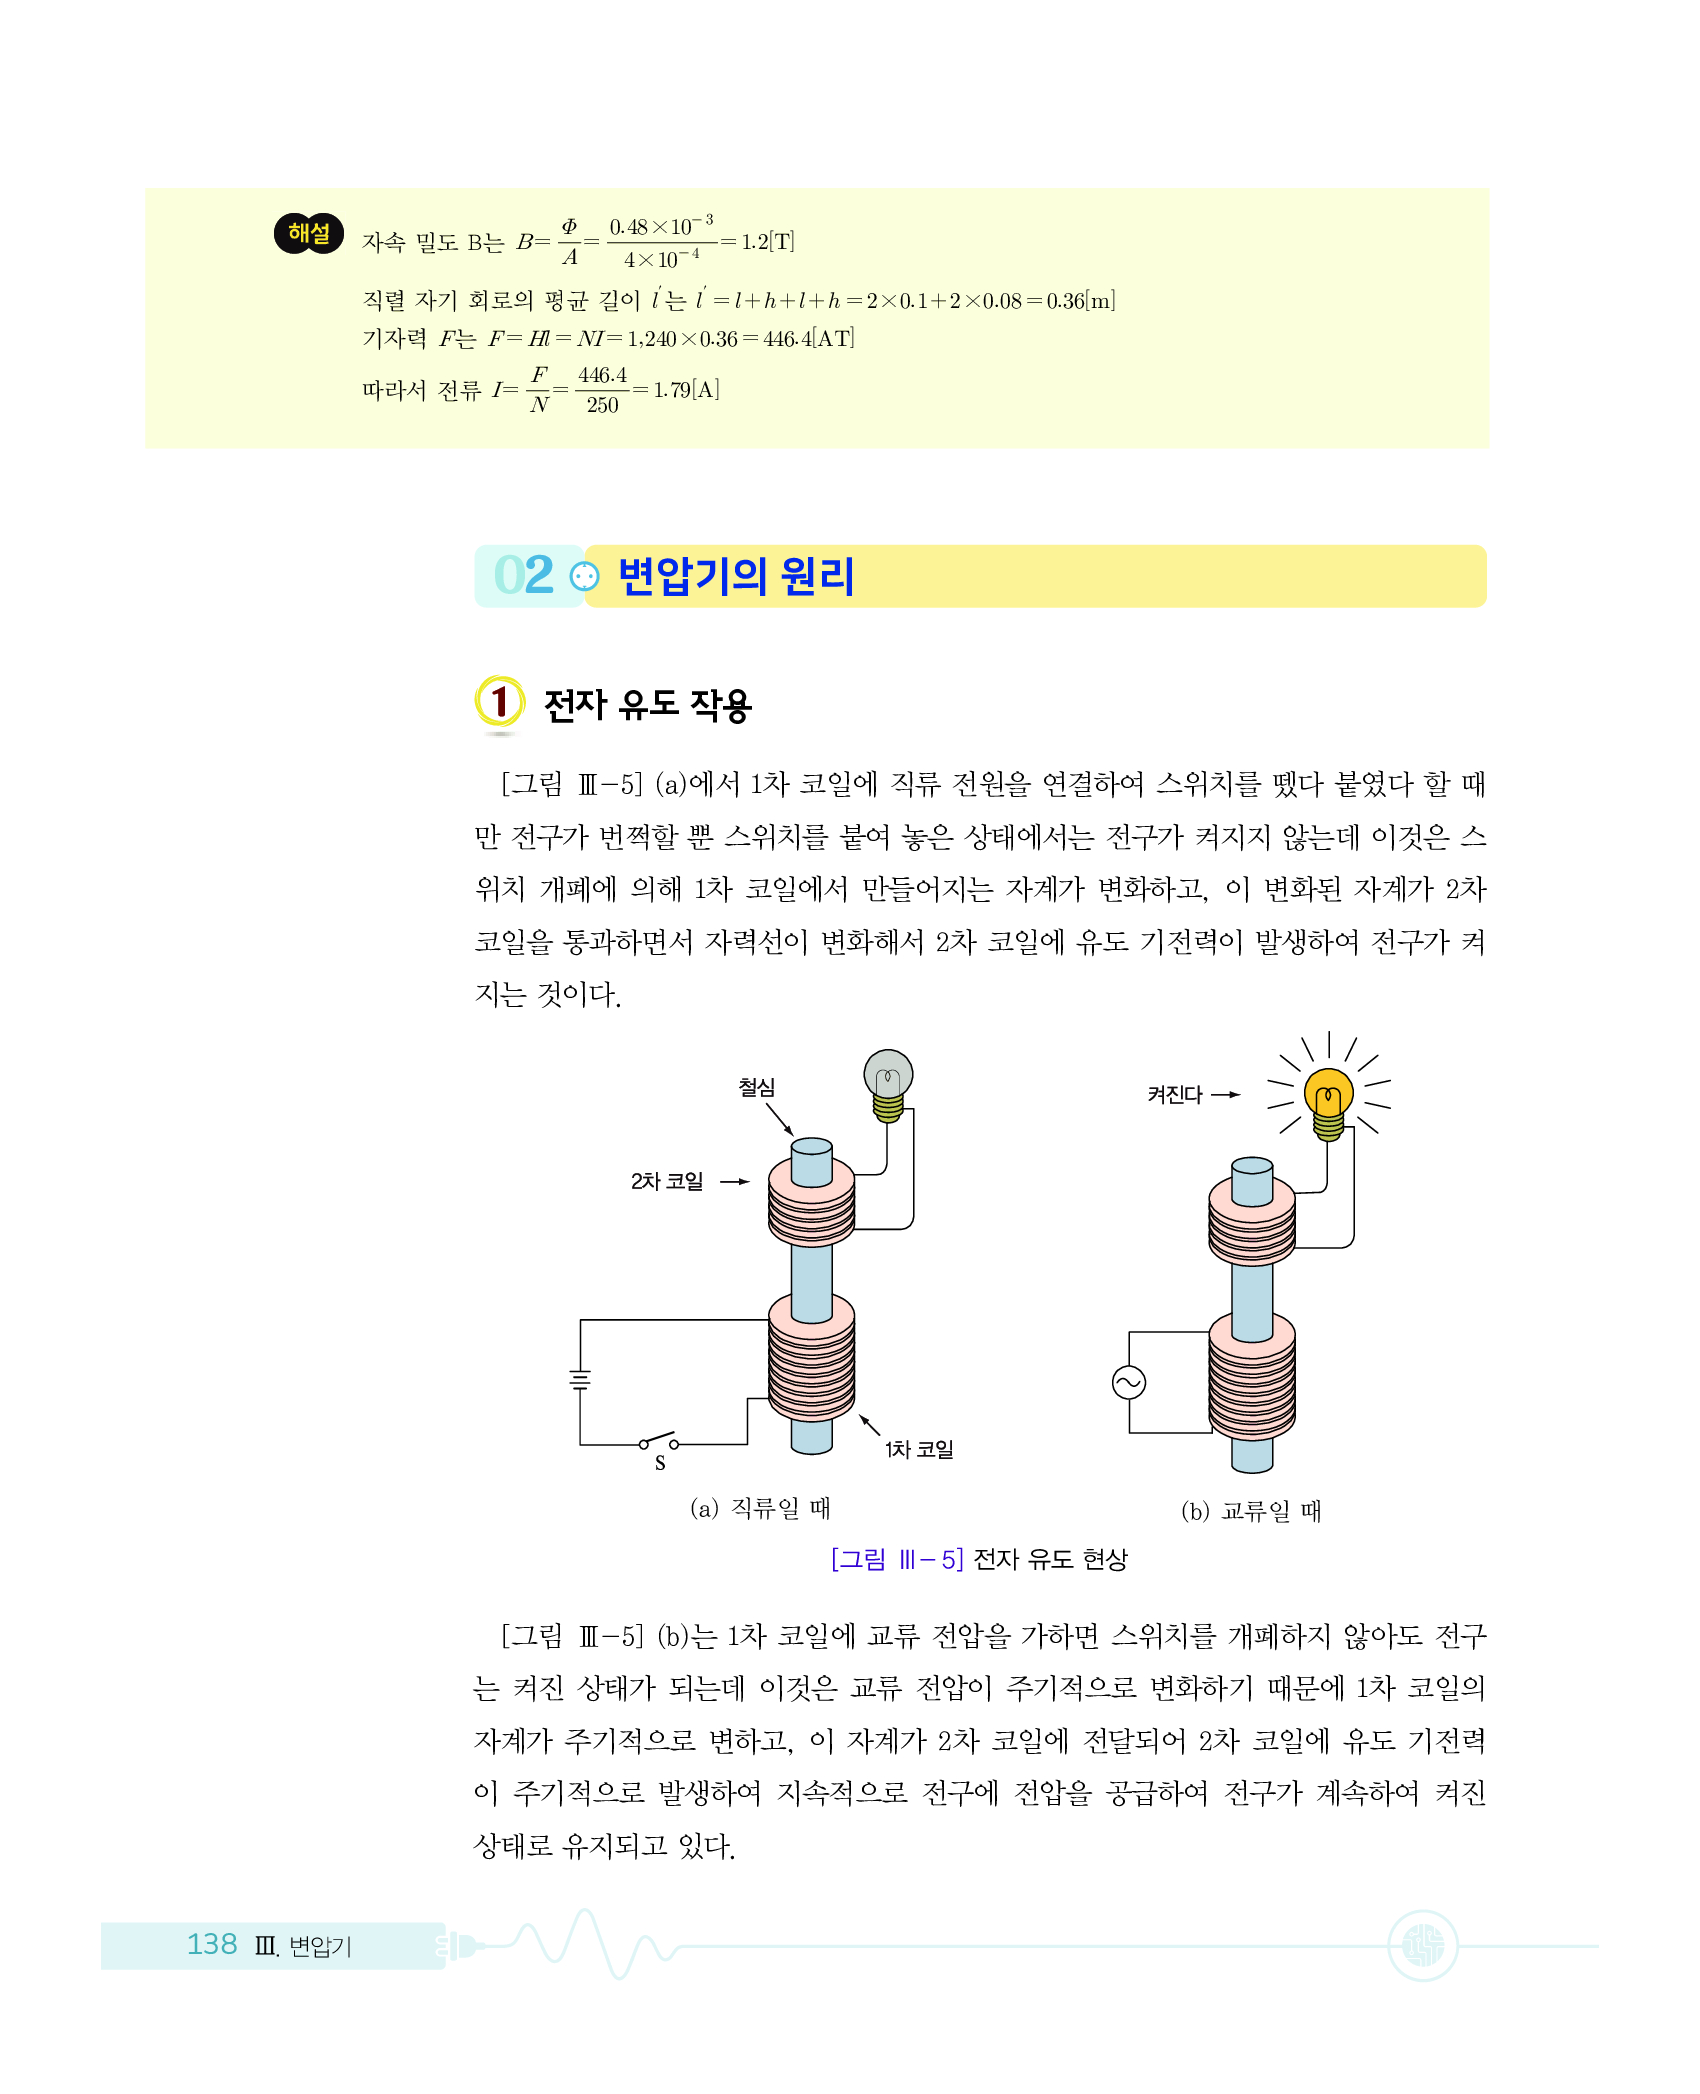 해설
자속 밀도 B는 B=Φ/A=0.48×10⁻³/4×10⁻⁴=1.2[T]
직렬 자기 회로의 평균 길이 l′는 l′=l+h+l+h=2×0.1+2×0.08=0.36[m]
기자력 F는 F=Hl=NI=1,240×0.36=446.4[AT]
따라서 전류 I=F/N=446.4/250=1.79[A]
02 변압기의 원리
1 전자 유도 작용
[그림 Ⅲ-5] (a)에서 1차 코일에 직류 전원을 연결하여 스위치를 뗐다 붙였다 할 때
만 전구가 번쩍할 뿐 스위치를 붙여 놓은 상태에서는 전구가 켜지지 않는데 이것은 스
위치 개폐에 의해 1차 코일에서 만들어지는 자계가 변화하고, 이 변화된 자계가 2차
코일을 통과하면서 자력선이 변화해서 2차 코일에 유도 기전력이 발생하여 전구가 켜
지는 것이다.
철심
2차 코일
1차 코일
S
켜진다
(a) 직류일 때
(b) 교류일 때
[그림 Ⅲ-5] 전자 유도 현상
[그림 Ⅲ-5] (b)는 1차 코일에 교류 전압을 가하면 스위치를 개폐하지 않아도 전구
는 켜진 상태가 되는데 이것은 교류 전압이 주기적으로 변화하기 때문에 1차 코일의
자계가 주기적으로 변하고, 이 자계가 2차 코일에 전달되어 2차 코일에 유도 기전력
이 주기적으로 발생하여 지속적으로 전구에 전압을 공급하여 전구가 계속하여 켜진
상태로 유지되고 있다.
138 Ⅲ. 변압기